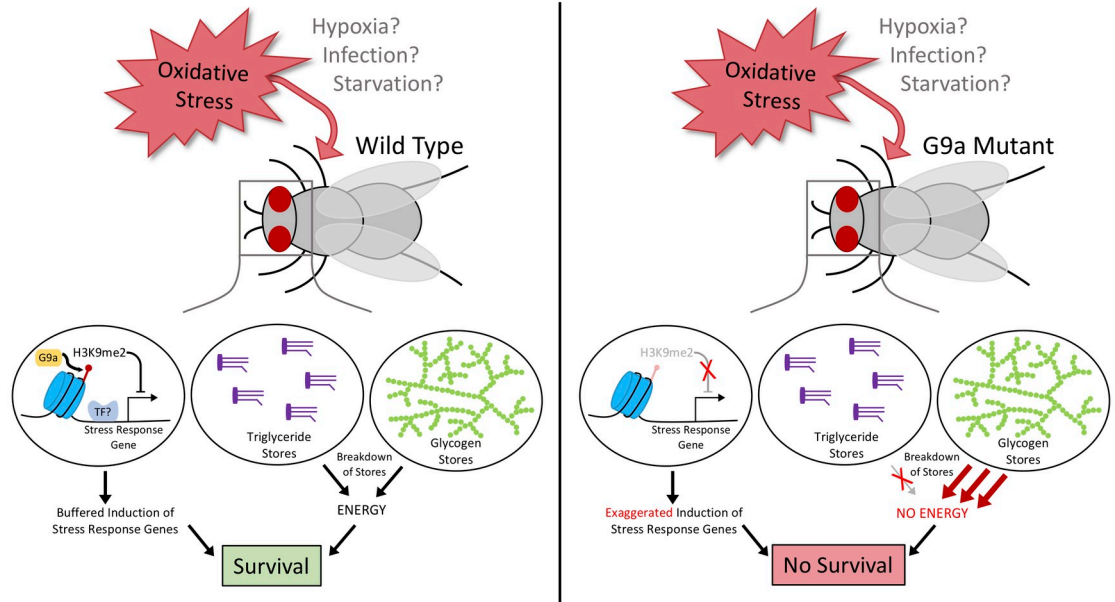 Hypoxia?
Infection?
Starvation?
Oxidative
Stress
Wild Type
G9a
H3K9me2
TF?
Stress Response
Gene
Triglyceride
Stores
Glycogen
Stores
Breakdown
of Stores
Buffered Induction of
Stress Response Genes
ENERGY
Survival
Hypoxia?
Infection?
Starvation?
Oxidative
Stress
G9a Mutant
H3K9me2
Stress Response
Gene
Triglyceride
Stores
Glycogen
Stores
Breakdown
of Stores
Exaggerated Induction of
Stress Response Genes
NO ENERGY
No Survival